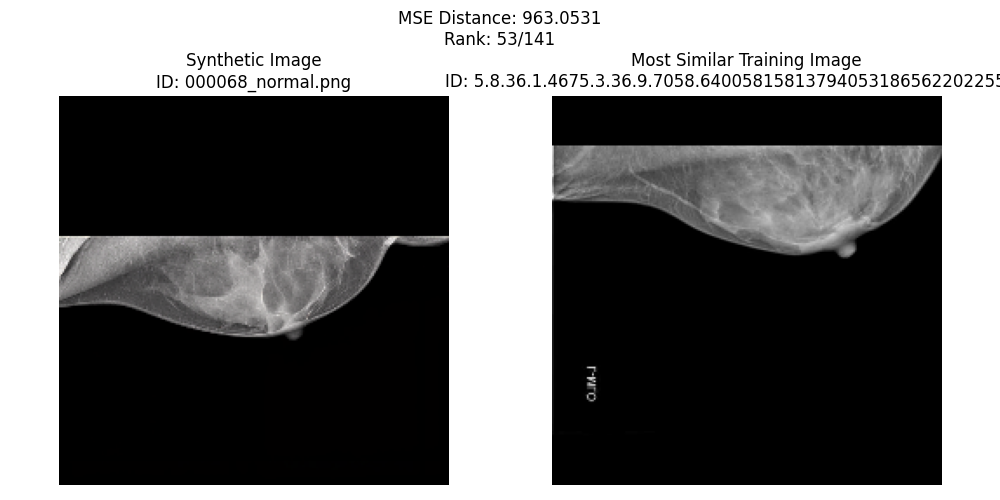 MSE Distance: 963.0531
Rank: 53/141
Synthetic Image
ID: 000068_normal.png
Most Similar Training Image
ID: 5.8.36.1.4675.3.36.9.7058.64005815813794053186562202255